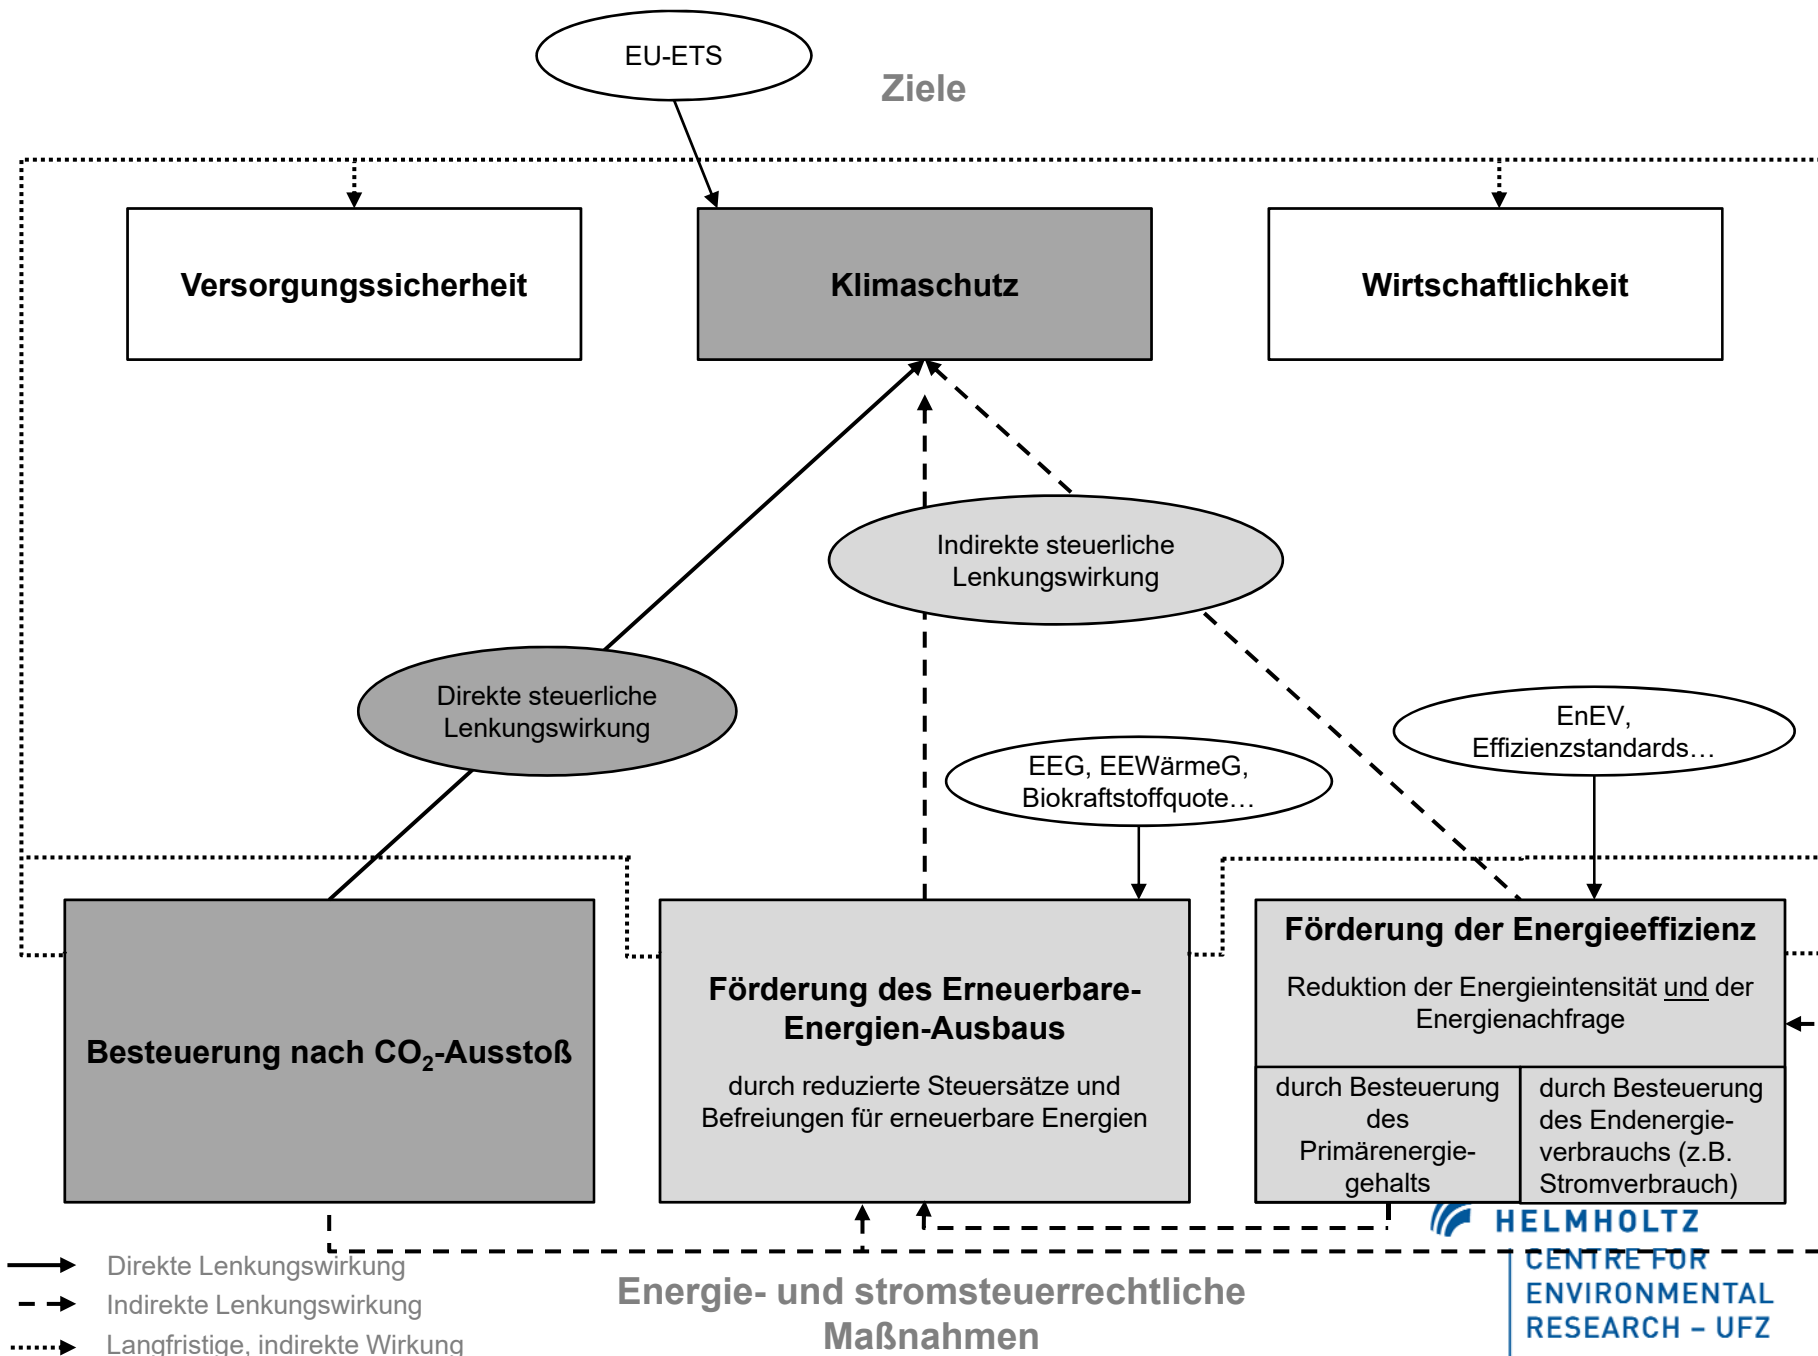 EU-ETS
Ziele
Versorgungssicherheit
Klimaschutz
Wirtschaftlichkeit
Indirekte steuerliche
Lenkungswirkung
Direkte steuerliche
Lenkungswirkung
EEG, EEWärmeG,
Biokraftstoffquote…
EnEV,
Effizienzstandards…
Besteuerung nach CO₂-Ausstoß
Förderung des Erneuerbare-
Energien-Ausbaus
durch reduzierte Steuersätze und
Befreiungen für erneuerbare Energien
Förderung der Energieeffizienz
Reduktion der Energieintensität und der
Energienachfrage
durch Besteuerung
des
Primärenergie-
gehalts
durch Besteuerung
des Endenergie-
verbrauchs (z.B.
Stromverbrauch)
Direkte Lenkungswirkung
Indirekte Lenkungswirkung
Langfristige, indirekte Wirkung
Energie- und stromsteuerrechtliche
Maßnahmen
HELMHOLTZ
CENTRE FOR
ENVIRONMENTAL
RESEARCH – UFZ